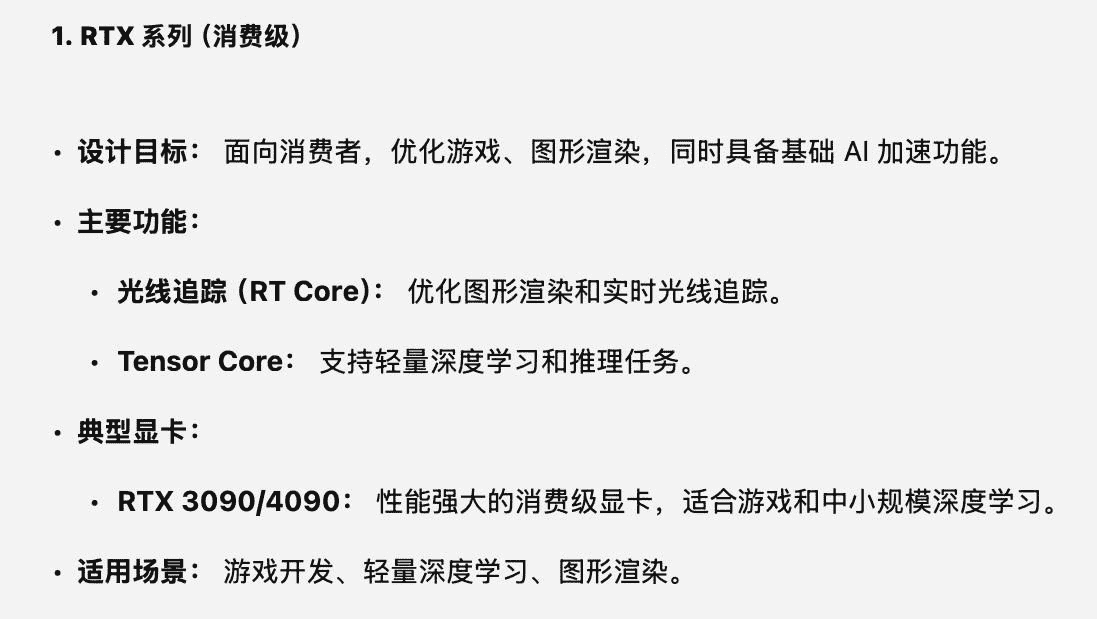 1. RTX 系列（消费级）
• 设计目标： 面向消费者，优化游戏、图形渲染，同时具备基础 AI 加速功能。
• 主要功能：
• 光线追踪（RT Core）： 优化图形渲染和实时光线追踪。
• Tensor Core： 支持轻量深度学习和推理任务。
• 典型显卡：
• RTX 3090/4090： 性能强大的消费级显卡，适合游戏和中小规模深度学习。
• 适用场景： 游戏开发、轻量深度学习、图形渲染。